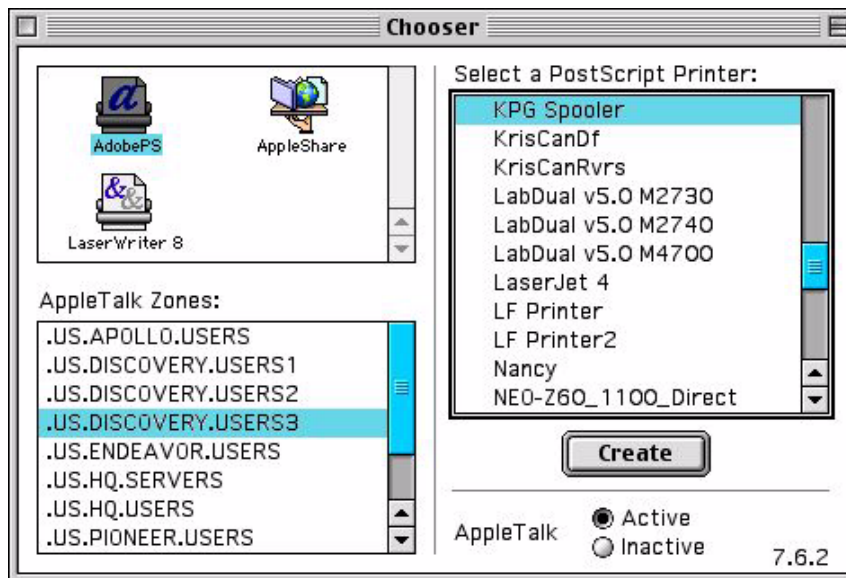 Chooser
AdobePS
AppleShare
LaserWriter 8
AppleTalk Zones:
.US.APOLLO.USERS
.US.DISCOVERY.USERS1
.US.DISCOVERY.USERS2
.US.DISCOVERY.USERS3
.US.ENDEAVOR.USERS
.US.HQ.SERVERS
.US.HQ.USERS
.US.PIONEER.USERS
Select a PostScript Printer:
KPG Spooler
KrisCanDf
KrisCanRvrs
LabDual v5.0 M2730
LabDual v5.0 M2740
LabDual v5.0 M4700
LaserJet 4
LF Printer
LF Printer2
Nancy
NEO-Z60_1100_Direct
Create
AppleTalk
Active
Inactive
7.6.2